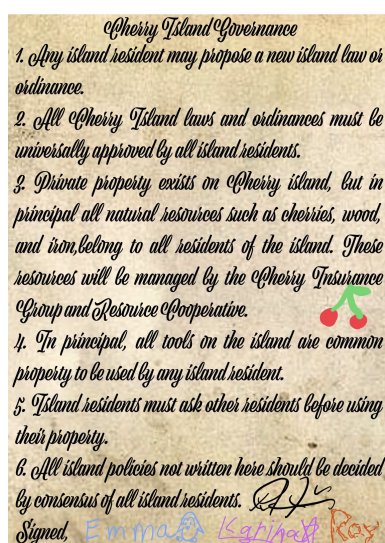 Cherry Island Governance
1. Any island resident may propose a new island law or
ordinance.
2. All Cherry Island laws and ordinances must be
universally approved by all island residents.
3. Private property exists on Cherry island, but in
principal all natural resources such as cherries, wood,
and iron,belong to all residents of the island. These
resources will be managed by the Cherry Insurance
Group and Resource Cooperative.
4. In principal, all tools on the island are common
property to be used by any island resident.
5. Island residents must ask other residents before using
their property.
6. All island policies not written here should be decided
by consensus of all island residents.
Signed, Emma Karina Roy